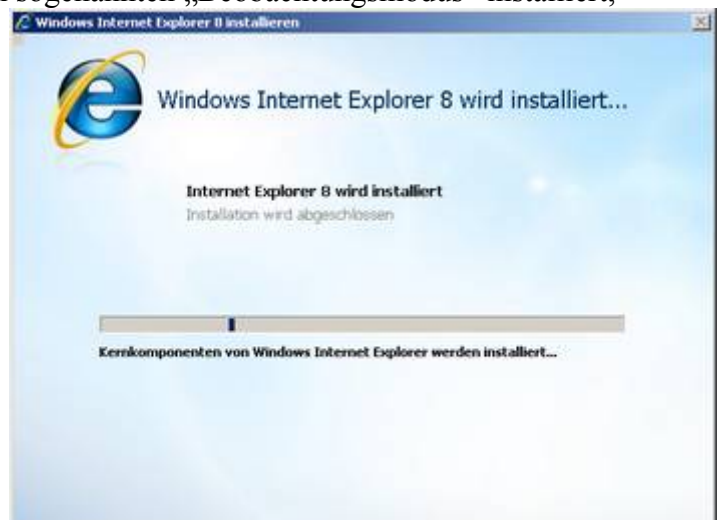 sogenannten „Beobachtungsmodus“ installiert,
Windows Internet Explorer 8 installieren
Windows Internet Explorer 8 wird installiert...
Internet Explorer 8 wird installiert
Installation wird abgeschlossen
Kernkomponenten von Windows Internet Explorer werden installiert...